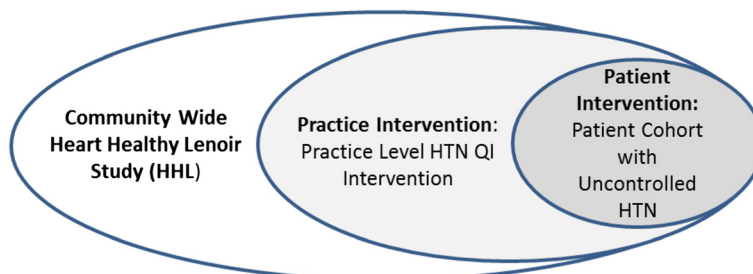 Community Wide
Heart Healthy Lenoir
Study (HHL)
Practice Intervention:
Practice Level HTN QI
Intervention
Patient
Intervention:
Patient Cohort
with
Uncontrolled
HTN